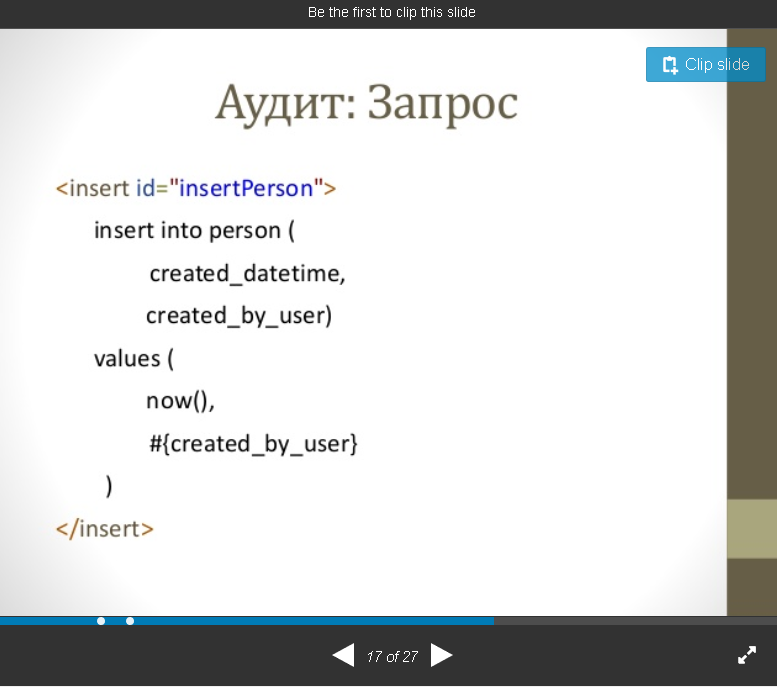 Be the first to clip this slide
Clip slide
Аудит: Запрос
<insert id="insertPerson">
insert into person (
created_datetime,
created_by_user)
values (
now(),
#{created_by_user}
)
</insert>
17 of 27